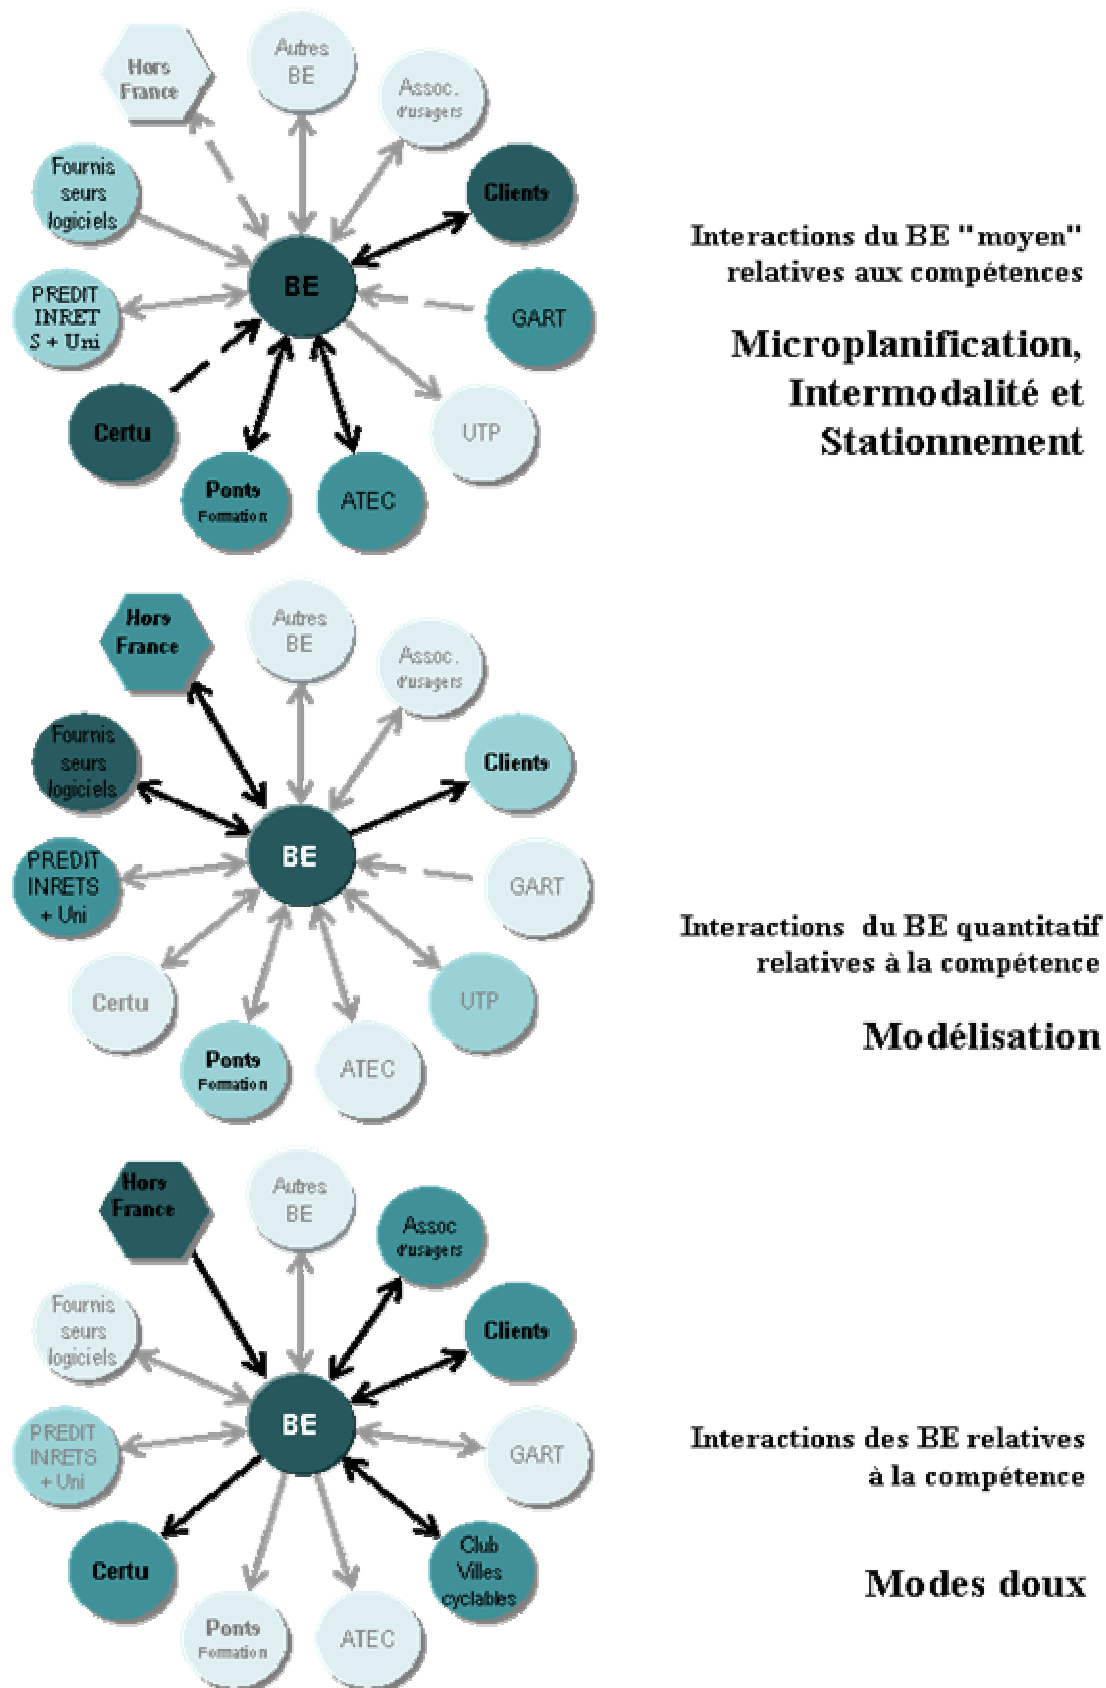 Hors
France
Autres
BE
Assoc.
d'usagers
Fournis
seurs
logiciels
Clients
BE
PREDIT
INRET
S + Uni
GART
Certu
UTP
Ponts
Formation
ATEC
Interactions du BE "moyen"
relatives aux compétences
Microplanification,
Intermodalité et
Stationnement
Hors
France
Autres
BE
Assoc.
d'usagers
Fournis
seurs
logiciels
Clients
BE
PREDIT
INRETS
+ Uni
GART
Certu
UTP
Ponts
Formation
ATEC
Interactions du BE quantitatif
relatives à la compétence
Modélisation
Hors
France
Autres
BE
Assoc
d'usagers
Fournis
seurs
logiciels
Clients
BE
PREDIT
INRETS
+ Uni
GART
Certu
Club
Villes
cyclables
Ponts
Formation
ATEC
Interactions des BE relatives
à la compétence
Modes doux